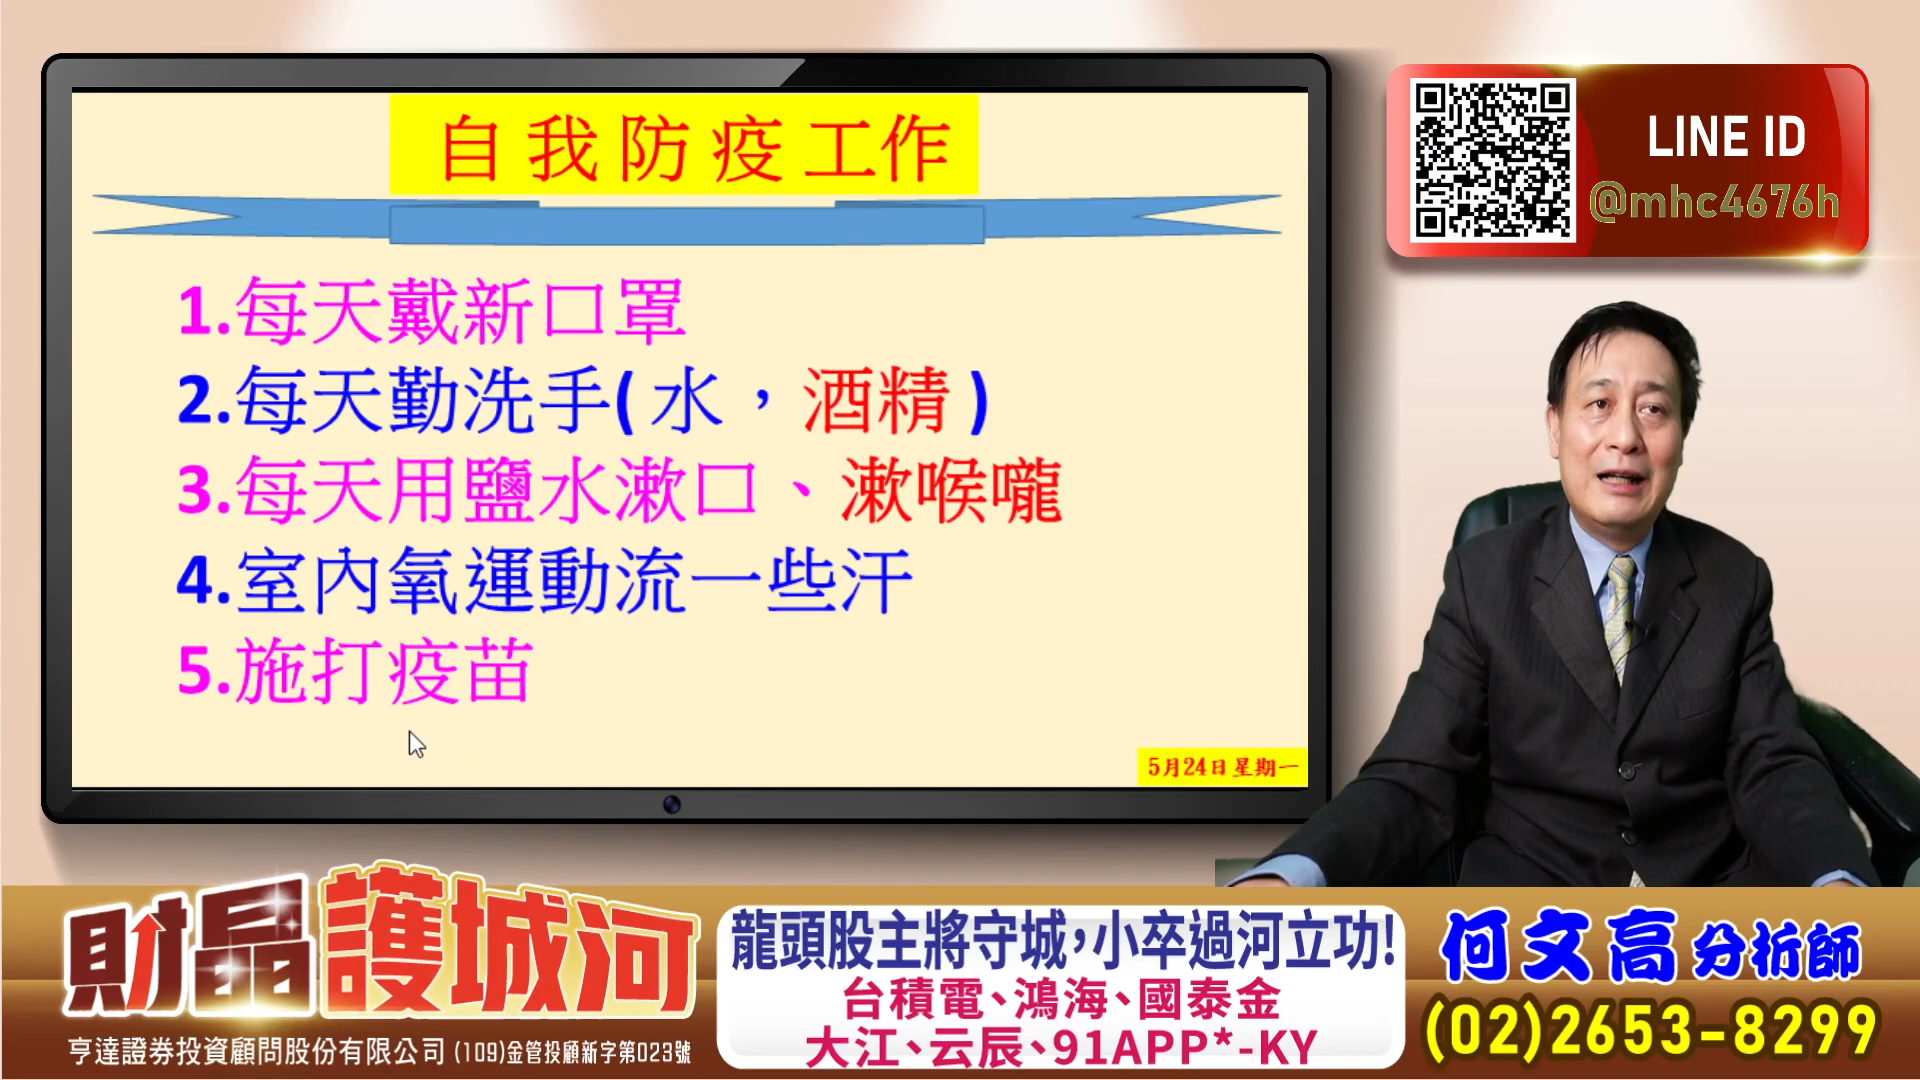 自我防疫工作
1.每天戴新口罩
2.每天勤洗手(水，酒精)
3.每天用鹽水漱口、漱喉嚨
4.室內氧運動流一些汗
5.施打疫苗
5月24日星期一
LINE ID
@mhc4676h
財晶護城河
亨達證券投資顧問股份有限公司 (109)金管投顧新字第023號
龍頭股主將守城，小卒過河立功!
台積電、鴻海、國泰金
大江、云辰、91APP*-KY
何文高分析師
(02)2653-8299